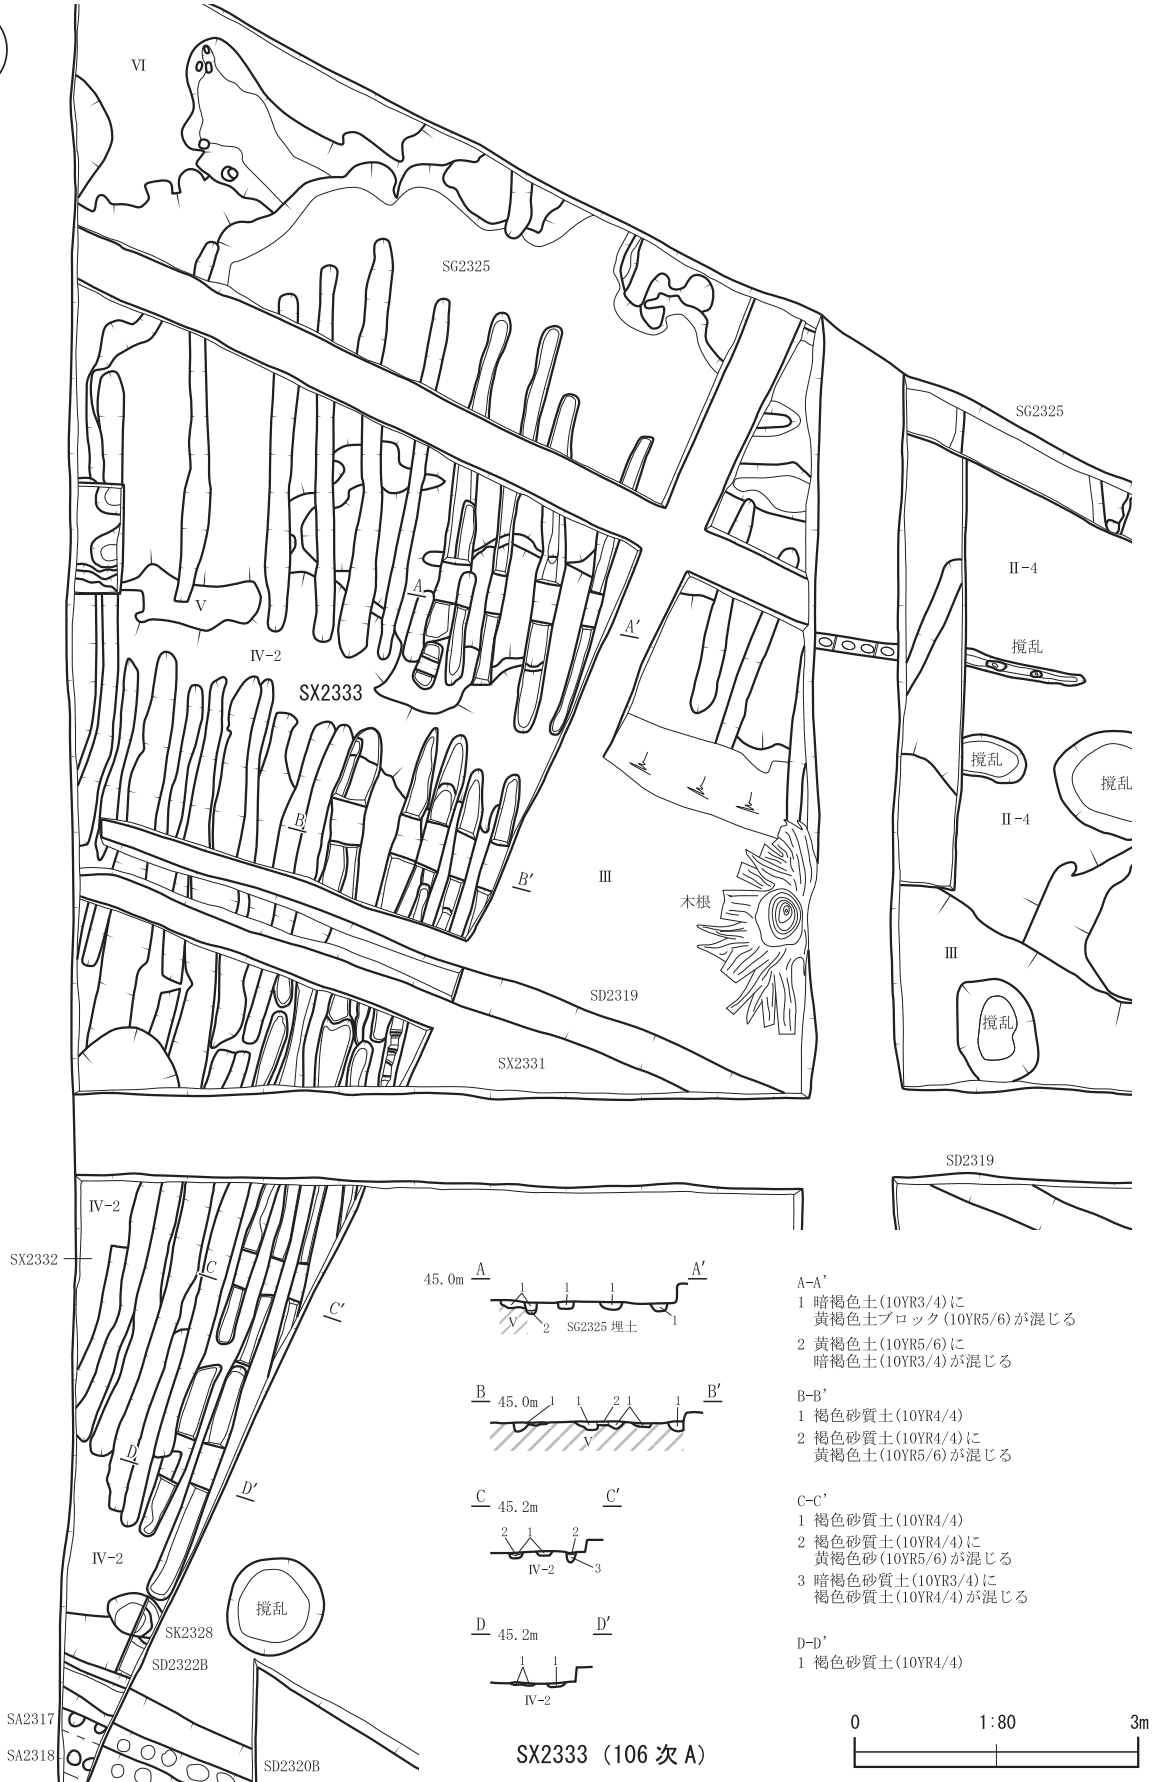 Ⅵ
SG2325
SG2325
Ⅱ-4
A
Ⅴ
A′
攪乱
Ⅳ-2
SX2333
攪乱
攪乱
B
Ⅱ-4
B′
Ⅲ
木根
Ⅲ
SD2319
攪乱
SX2331
SD2319
Ⅳ-2
SX2332
C
C′
D
D′
Ⅳ-2
攪乱
SK2328
SD2322B
SA2317
SA2318
SD2320B
45.0m A A′
1 1 1
Ⅴ 2 SG2325 埋土 1
B 45.0m 1 1 2 1 1 B′
Ⅴ
C 45.2m C′
2 1 2
Ⅳ-2 3
D 45.2m D′
1 1
Ⅳ-2
A-A'
1 暗褐色土(10YR3/4)に
黄褐色土ブロック(10YR5/6)が混じる
2 黄褐色土(10YR5/6)に
暗褐色土(10YR3/4)が混じる
B-B'
1 褐色砂質土(10YR4/4)
2 褐色砂質土(10YR4/4)に
黄褐色土(10YR5/6)が混じる
C-C'
1 褐色砂質土(10YR4/4)
2 褐色砂質土(10YR4/4)に
黄褐色砂(10YR5/6)が混じる
3 暗褐色砂質土(10YR3/4)に
褐色砂質土(10YR4/4)が混じる
D-D'
1 褐色砂質土(10YR4/4)
0 1:80 3m
SX2333（106 次 A）